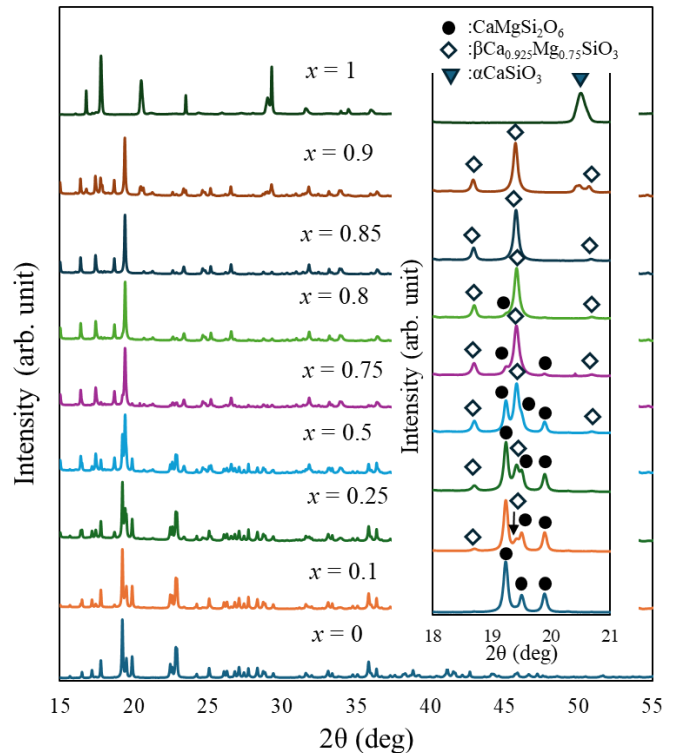 :CaMgSi₂O₆
:βCa₀.₉₂₅Mg₀.₇₅SiO₃
:αCaSiO₃
x = 1
x = 0.9
x = 0.85
x = 0.8
x = 0.75
x = 0.5
x = 0.25
x = 0.1
x = 0
Intensity (arb. unit)
Intensity (arb. unit)
18 19 20 21
2θ (deg)
15 20 25 30 35 40 45 50 55
2θ (deg)